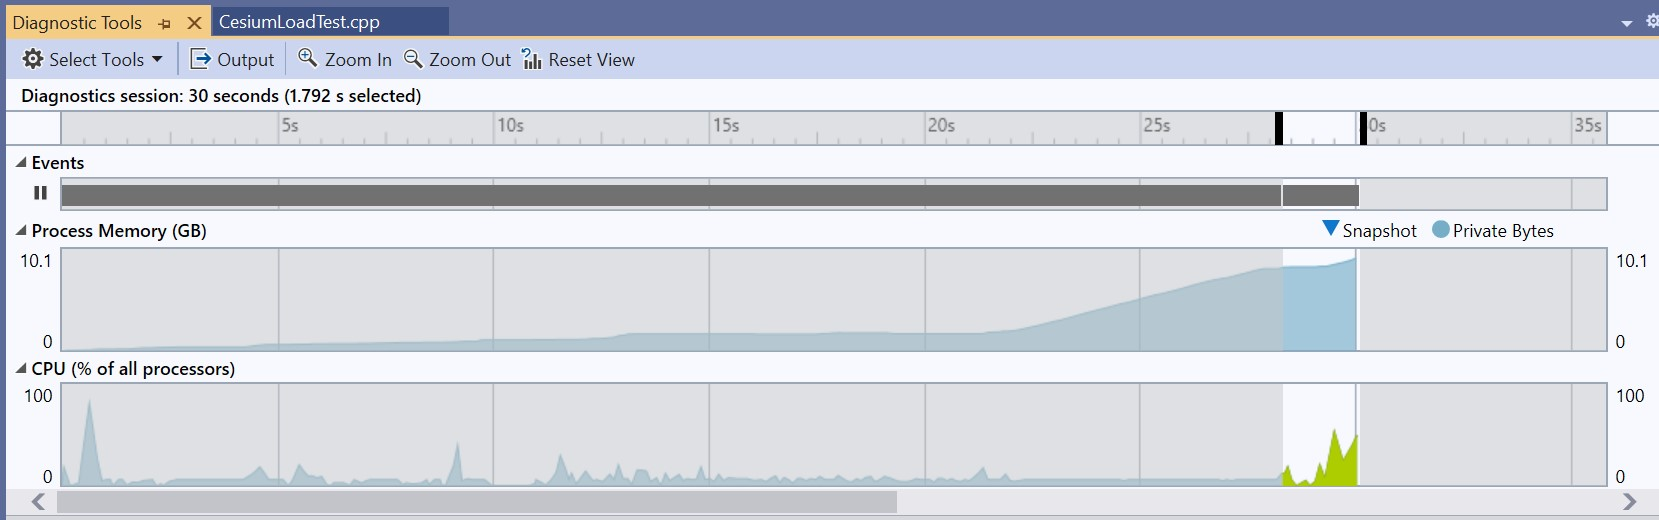 Diagnostic Tools CesiumLoadTest.cpp
Select Tools Output Zoom In Zoom Out Reset View
Diagnostics session: 30 seconds (1.792 s selected)
5s 10s 15s 20s 25s 0s 35s
Events
Process Memory (GB) Snapshot Private Bytes
10.1 10.1
0 0
CPU (% of all processors)
100 100
0 0